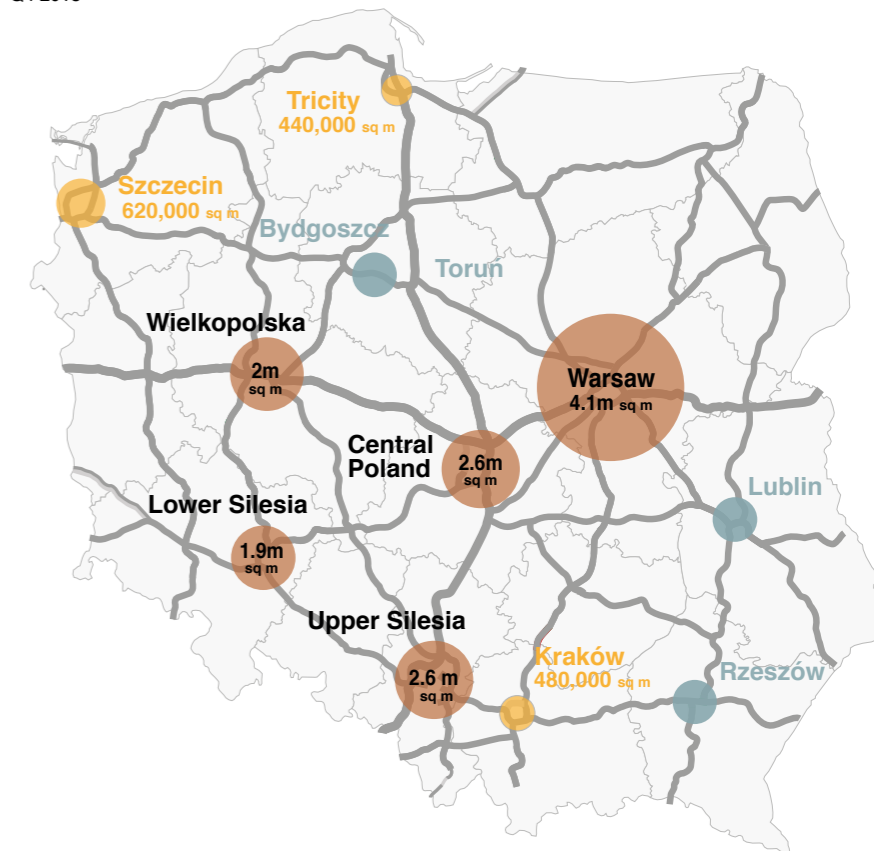 Tricity
440,000 sq m
Szczecin
620,000 sq m
Bydgoszcz
Toruń
Wielkopolska
2m
sq m
Warsaw
4.1m sq m
Central
Poland
2.6m
sq m
Lublin
Lower Silesia
1.9m
sq m
Upper Silesia
2.6 m
sq m
Kraków
480,000 sq m
Rzeszów